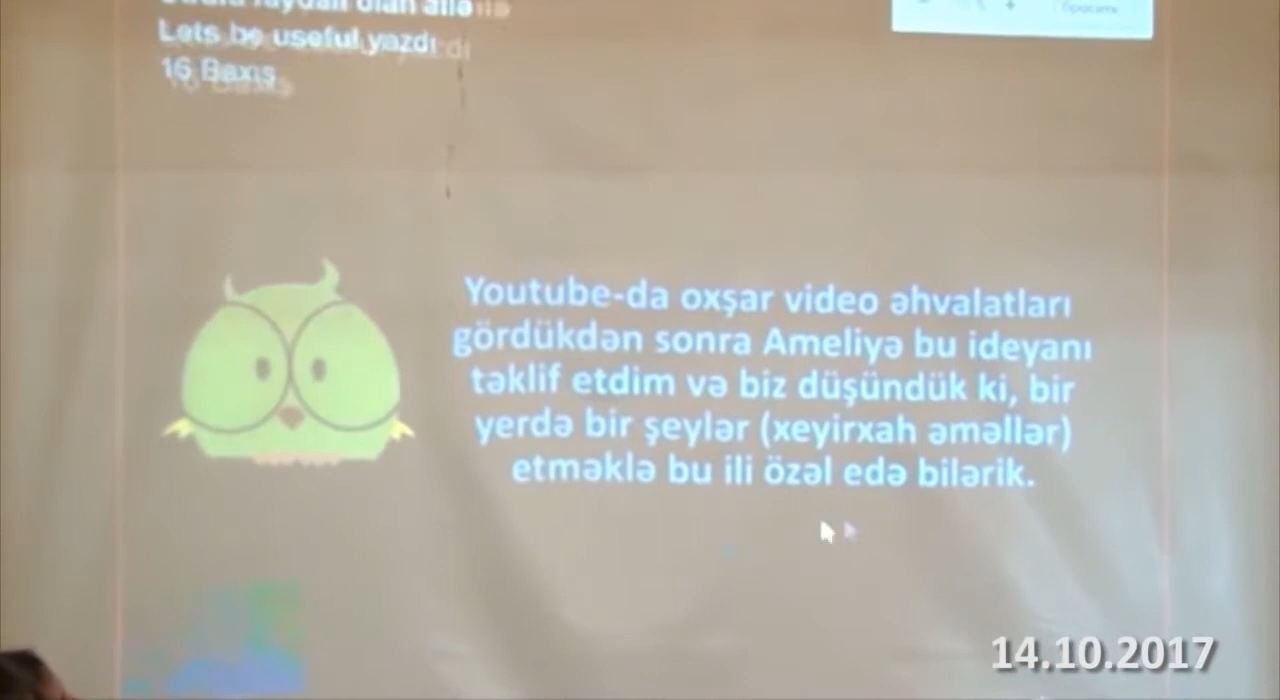 Lets be useful yazdı
16 Baxış
Youtube-da oxşar video əhvalatları
gördükdən sonra Ameliyə bu ideyanı
təklif etdim və biz düşündük ki, bir
yerdə bir şeylər (xeyirxah əməllər)
etməklə bu ili özəl edə bilərik.
14.10.2017